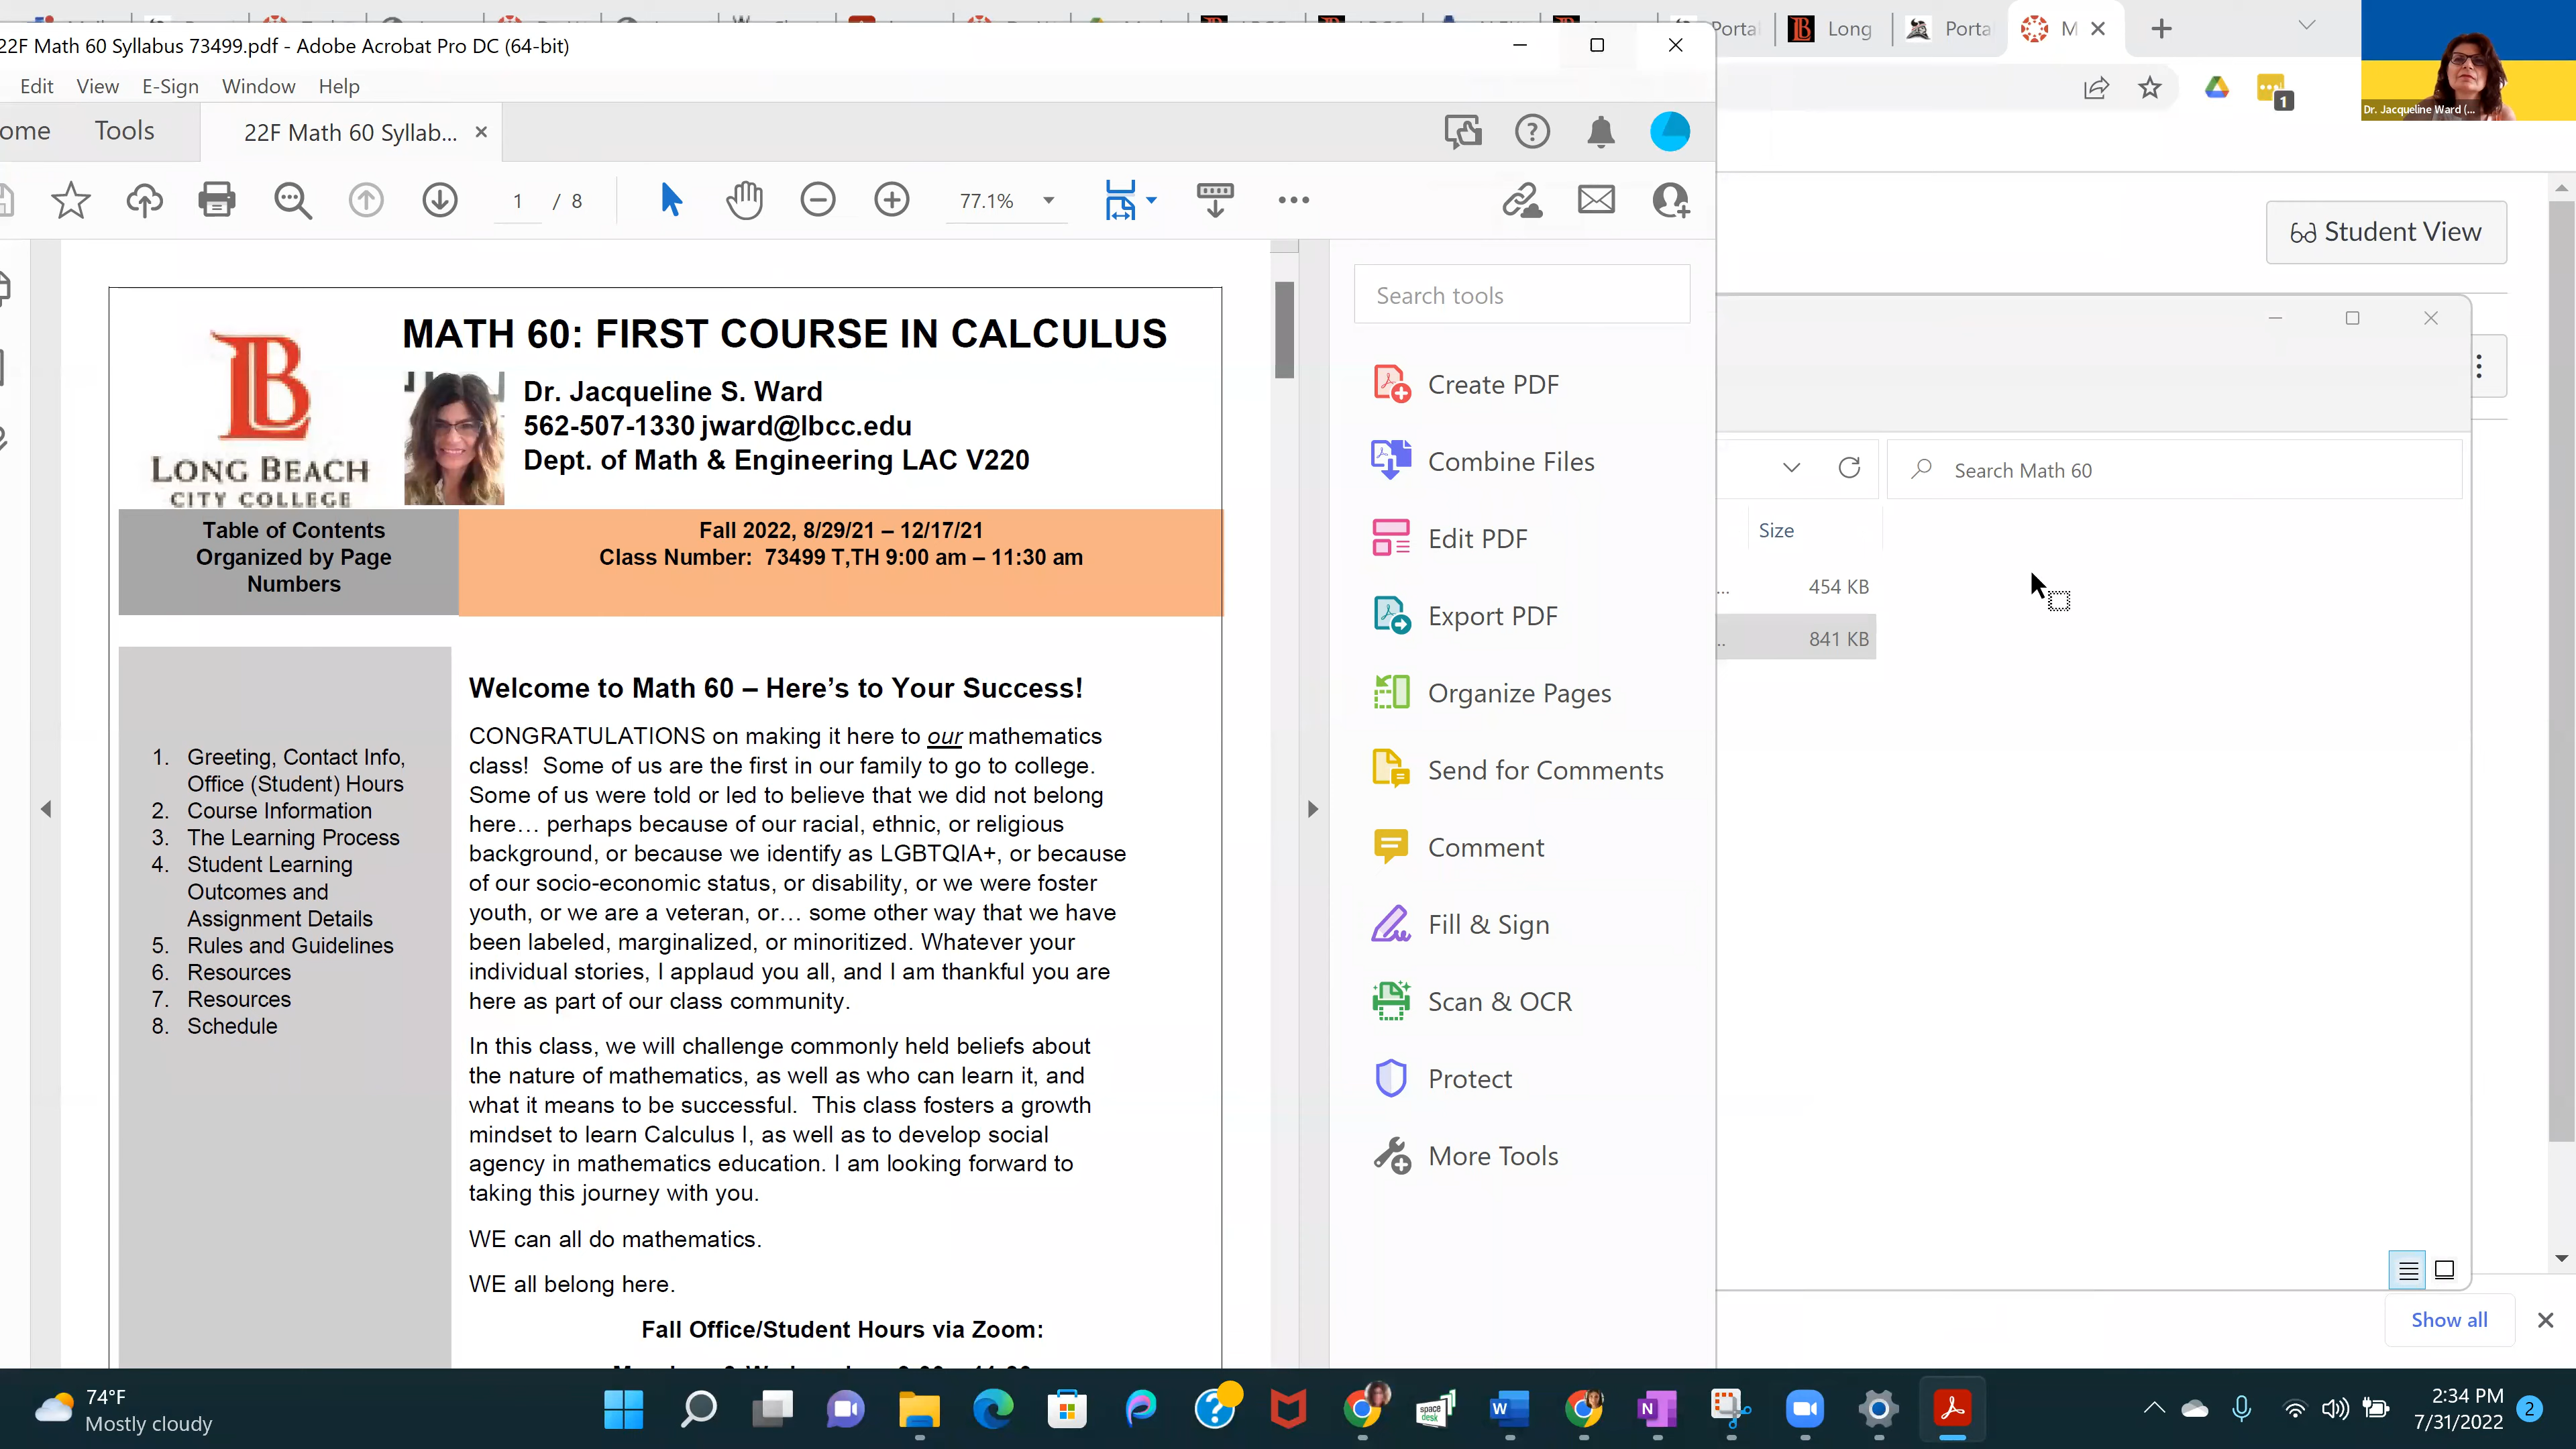 Long
Porta
M
22F Math 60 Syllabus 73499.pdf - Adobe Acrobat Pro DC (64-bit)
1
Dr. Jacqueline Ward (...
Edit View E-Sign Window Help
Tools
22F Math 60 Syllab...
1 / 8
77.1%
Student View
Search tools
Create PDF
Combine Files
Edit PDF
Export PDF
Organize Pages
Send for Comments
Comment
Fill & Sign
Scan & OCR
Protect
More Tools
MATH 60: FIRST COURSE IN CALCULUS
LONG BEACH
CITY COLLEGE
Dr. Jacqueline S. Ward
562-507-1330 jward@lbcc.edu
Dept. of Math & Engineering LAC V220
Table of Contents
Organized by Page
Numbers
Fall 2022, 8/29/21 – 12/17/21
Class Number: 73499 T,TH 9:00 am – 11:30 am
1. Greeting, Contact Info,
Office (Student) Hours
2. Course Information
3. The Learning Process
4. Student Learning
Outcomes and
Assignment Details
5. Rules and Guidelines
6. Resources
7. Resources
8. Schedule
Welcome to Math 60 – Here’s to Your Success!
CONGRATULATIONS on making it here to our mathematics
class! Some of us are the first in our family to go to college.
Some of us were told or led to believe that we did not belong
here… perhaps because of our racial, ethnic, or religious
background, or because we identify as LGBTQIA+, or because
of our socio-economic status, or disability, or we were foster
youth, or we are a veteran, or… some other way that we have
been labeled, marginalized, or minoritized. Whatever your
individual stories, I applaud you all, and I am thankful you are
here as part of our class community.
In this class, we will challenge commonly held beliefs about
the nature of mathematics, as well as who can learn it, and
what it means to be successful. This class fosters a growth
mindset to learn Calculus I, as well as to develop social
agency in mathematics education. I am looking forward to
taking this journey with you.
WE can all do mathematics.
WE all belong here.
Fall Office/Student Hours via Zoom:
Search Math 60
Size
... 454 KB
.. 841 KB
Show all
74°F
Mostly cloudy
space
desk
2:34 PM
7/31/2022
2